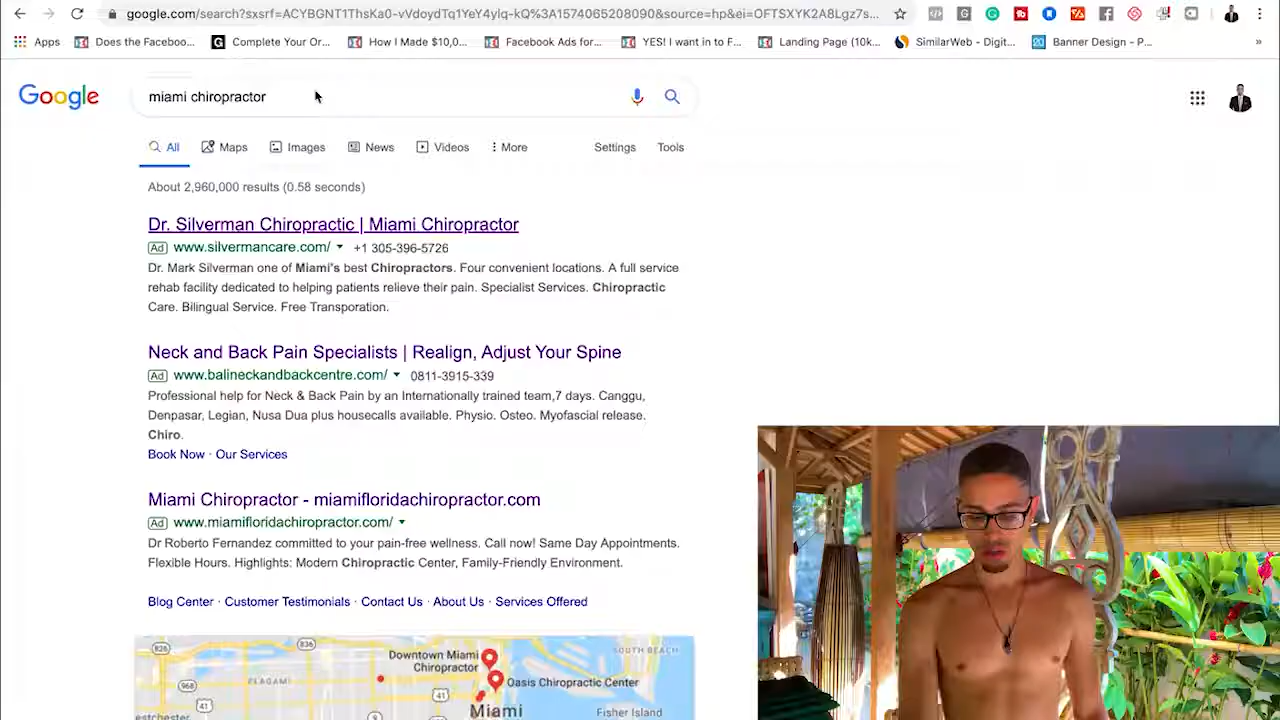 google.com/search?sxsrf=ACYBGNT1ThsKa0-vVdoydTq1YeY4ylq-kQ%3A1574065208090&source=hp&ei=OFTSXYK2A8Lgz7s...
Apps Does the Faceboo... Complete Your Or... How I Made $10,0... Facebook Ads for... YES! I want in to F... Landing Page (10k... SimilarWeb - Digit... Banner Design - P... »
Google miami chiropractor
All Maps Images News Videos More Settings Tools
About 2,960,000 results (0.58 seconds)
Dr. Silverman Chiropractic | Miami Chiropractor
Ad www.silvermancare.com/ +1 305-396-5726
Dr. Mark Silverman one of Miami's best Chiropractors. Four convenient locations. A full service
rehab facility dedicated to helping patients relieve their pain. Specialist Services. Chiropractic
Care. Bilingual Service. Free Transporation.
Neck and Back Pain Specialists | Realign, Adjust Your Spine
Ad www.balineckandbackcentre.com/ 0811-3915-339
Professional help for Neck & Back Pain by an Internationally trained team,7 days. Canggu,
Denpasar, Legian, Nusa Dua plus housecalls available. Physio. Osteo. Myofascial release.
Chiro.
Book Now · Our Services
Miami Chiropractor - miamifloridachiropractor.com
Ad www.miamifloridachiropractor.com/
Dr Roberto Fernandez committed to your pain-free wellness. Call now! Same Day Appointments.
Flexible Hours. Highlights: Modern Chiropractic Center, Family-Friendly Environment.
Blog Center · Customer Testimonials · Contact Us · About Us · Services Offered
826
836
SOUTH BEACH
Downtown Miami
Chiropractor
FLAGAMI
968
41
Oasis Chiropractic Center
41
9
Miami
Fisher Island
estchester